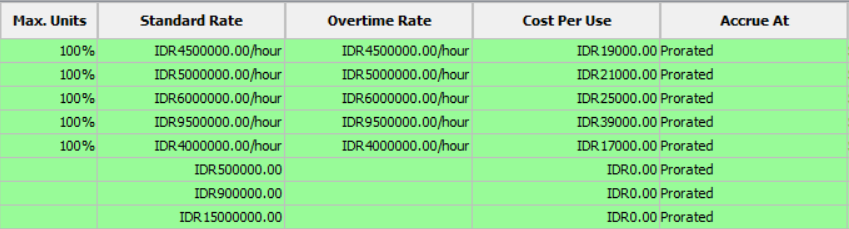 Max. Units Standard Rate Overtime Rate Cost Per Use Accrue At
100% IDR4500000.00/hour IDR4500000.00/hour IDR19000.00 Prorated
100% IDR5000000.00/hour IDR5000000.00/hour IDR21000.00 Prorated
100% IDR6000000.00/hour IDR6000000.00/hour IDR25000.00 Prorated
100% IDR9500000.00/hour IDR9500000.00/hour IDR39000.00 Prorated
100% IDR4000000.00/hour IDR4000000.00/hour IDR17000.00 Prorated
IDR500000.00 IDR0.00 Prorated
IDR900000.00 IDR0.00 Prorated
IDR15000000.00 IDR0.00 Prorated